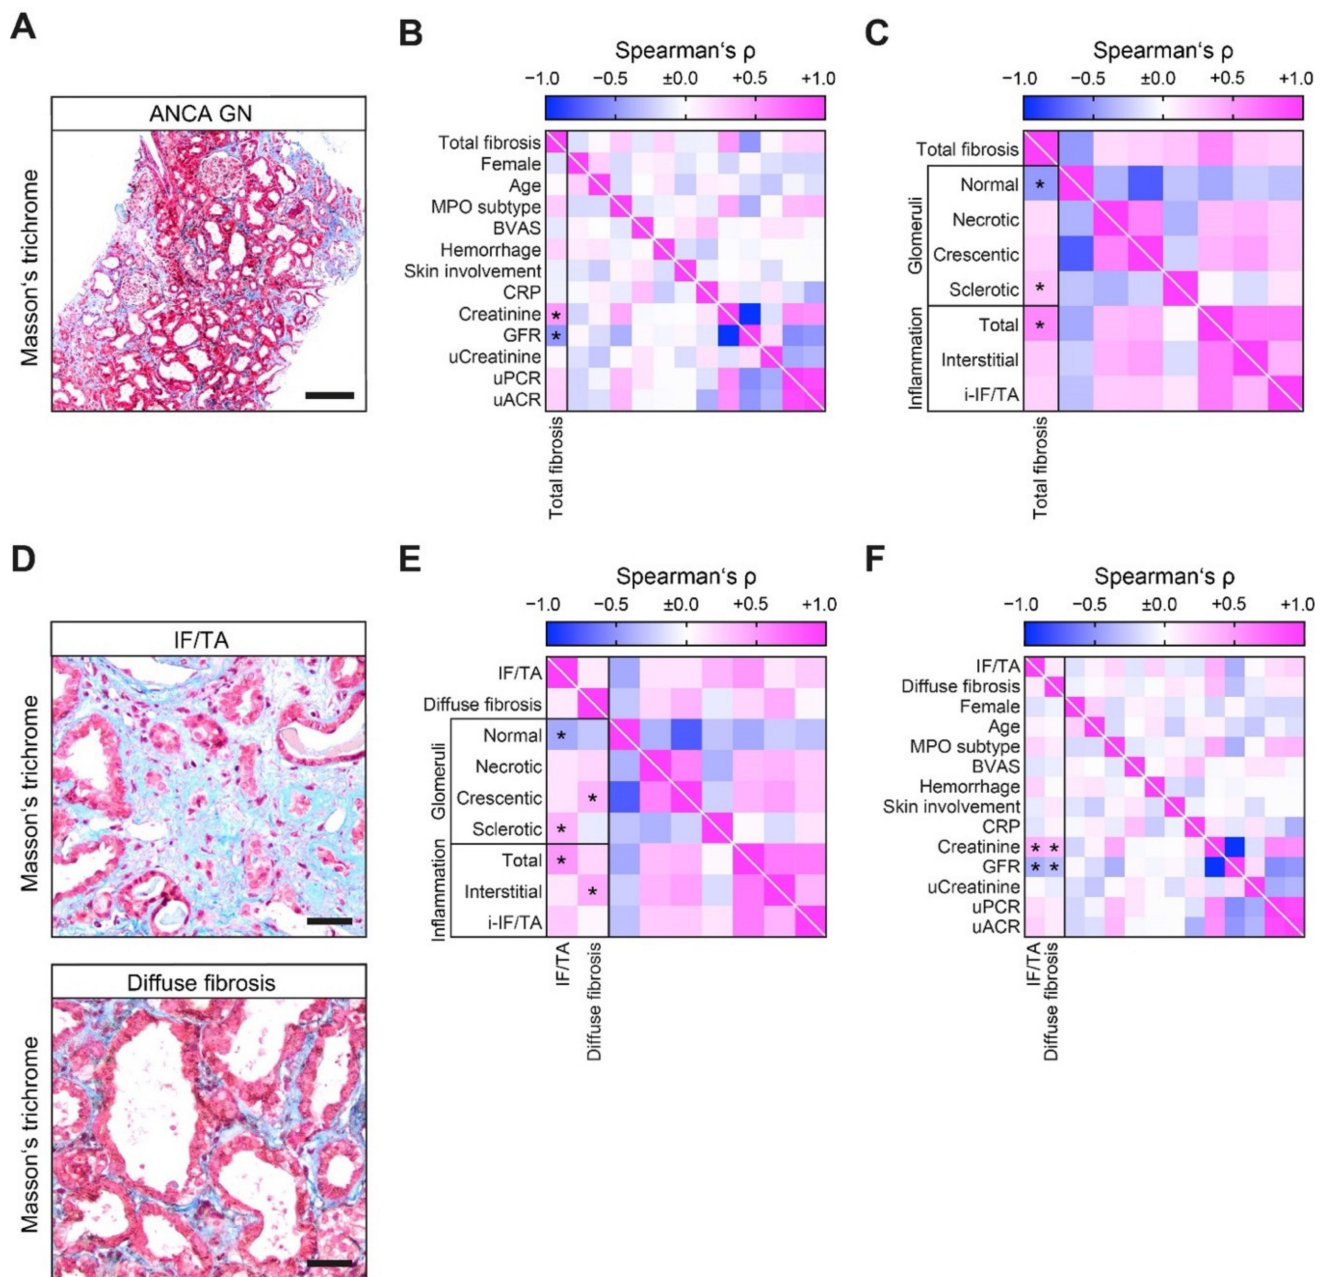 A
ANCA GN
Masson‘s trichrome
B
Spearman‘s ρ
−1.0 −0.5 ±0.0 +0.5 +1.0
Total fibrosis
Female
Age
MPO subtype
BVAS
Hemorrhage
Skin involvement
CRP
Creatinine *
GFR *
uCreatinine
uPCR
uACR
Total fibrosis
C
Spearman‘s ρ
−1.0 −0.5 ±0.0 +0.5 +1.0
Total fibrosis
Glomeruli
Normal *
Necrotic
Crescentic
Sclerotic *
Inflammation
Total *
Interstitial
i-IF/TA
Total fibrosis
D
IF/TA
Masson‘s trichrome
Diffuse fibrosis
Masson‘s trichrome
E
Spearman‘s ρ
−1.0 −0.5 ±0.0 +0.5 +1.0
IF/TA
Diffuse fibrosis
Glomeruli
Normal *
Necrotic
Crescentic *
Sclerotic *
Inflammation
Total *
Interstitial *
i-IF/TA
IF/TA
Diffuse fibrosis
F
Spearman‘s ρ
−1.0 −0.5 ±0.0 +0.5 +1.0
IF/TA
Diffuse fibrosis
Female
Age
MPO subtype
BVAS
Hemorrhage
Skin involvement
CRP
Creatinine * *
GFR * *
uCreatinine
uPCR
uACR
IF/TA
Diffuse fibrosis